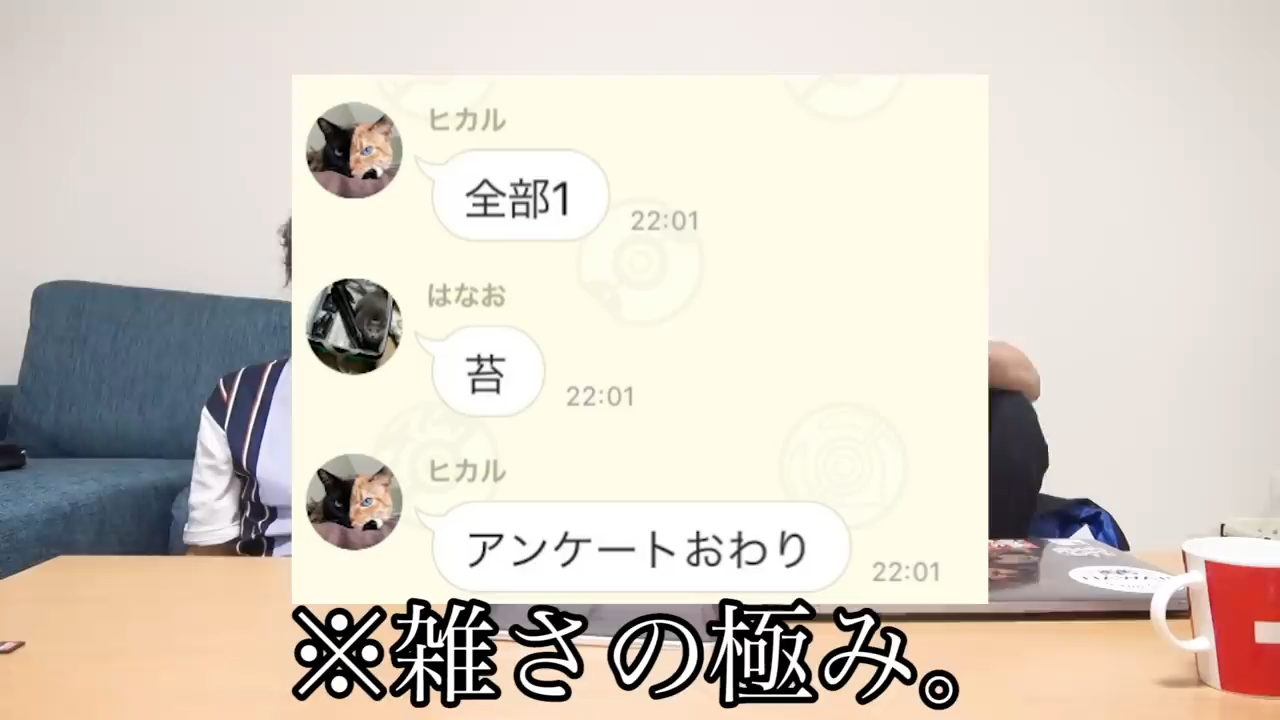 ヒカル
全部1
22:01
はなお
苔
22:01
ヒカル
アンケートおわり
22:01
※雑さの極み。